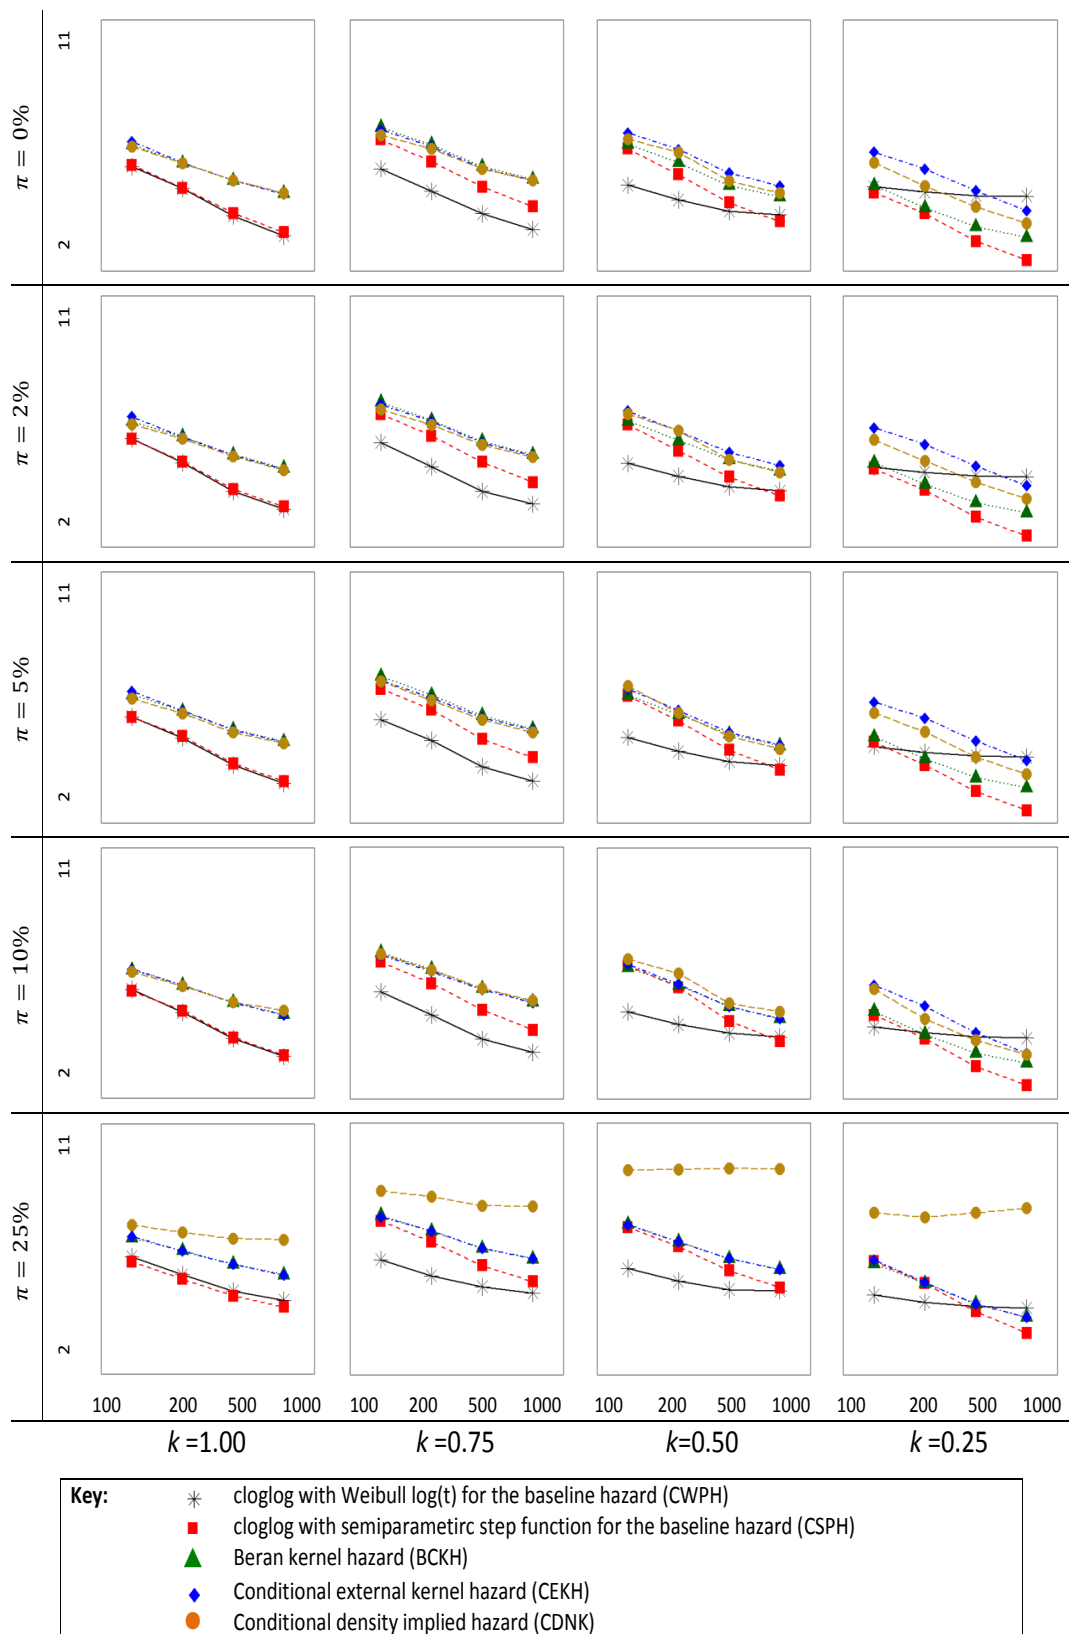 11
π = 0%
2
11
π = 2%
2
11
π = 5%
2
11
π = 10%
2
11
π = 25%
2
100 200 500 1000 100 200 500 1000 100 200 500 1000 100 200 500 1000
k =1.00 k =0.75 k=0.50 k =0.25
Key:
cloglog with Weibull log(t) for the baseline hazard (CWPH)
cloglog with semiparametirc step function for the baseline hazard (CSPH)
Beran kernel hazard (BCKH)
Conditional external kernel hazard (CEKH)
Conditional density implied hazard (CDNK)